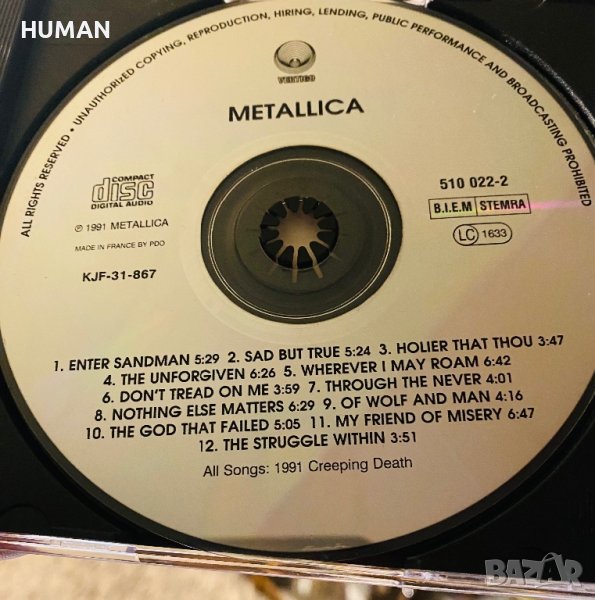 HUMAN
ALL RIGHTS RESERVED • UNAUTHORIzED COPYING, REPRODUCTION, HIRING, LENDING, PUBLIC PERFORMANCE AND BROADCASTING PROHIBITED
VERTIGO
METALLICA
COMPACT
disc
DIGITAL AUDIO
510 022-2
B.I.E.M STEMRA
℗ 1991 METALLICA
LC 1633
MADE IN FRANCE BY PDO
KJF-31-867
1. ENTER SANDMAN 5:29 2. SAD BUT TRUE 5:24 3. HOLIER THAT THOU 3:47
4. THE UNFORGIVEN 6:26 5. WHEREVER I MAY ROAM 6:42
6. DON'T TREAD ON ME 3:59 7. THROUGH THE NEVER 4:01
8. NOTHING ELSE MATTERS 6:29 9. OF WOLF AND MAN 4:16
10. THE GOD THAT FAILED 5:05 11. MY FRIEND OF MISERY 6:47
12. THE STRUGGLE WITHIN 3:51
All Songs: 1991 Creeping Death
BAZAR